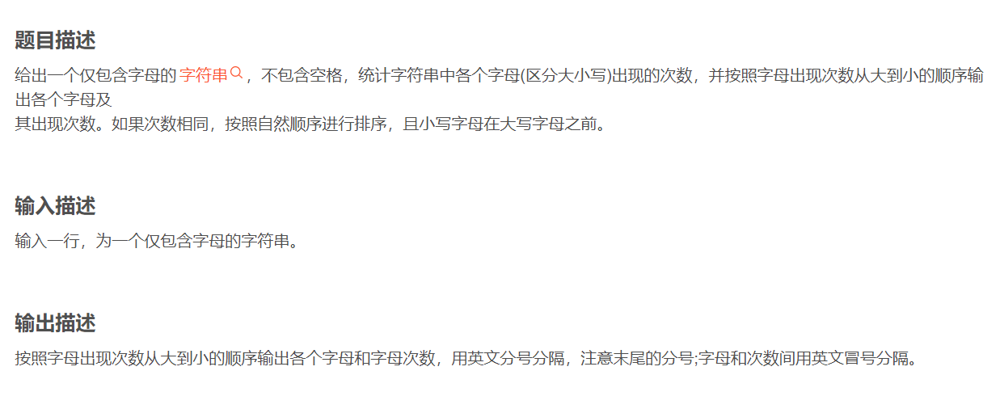 题目描述
给出一个仅包含字母的字符串，不包含空格，统计字符串中各个字母(区分大小写)出现的次数，并按照字母出现次数从大到小的顺序输
出各个字母及
其出现次数。如果次数相同，按照自然顺序进行排序，且小写字母在大写字母之前。
输入描述
输入一行，为一个仅包含字母的字符串。
输出描述
按照字母出现次数从大到小的顺序输出各个字母和字母次数，用英文分号分隔，注意末尾的分号;字母和次数间用英文冒号分隔。